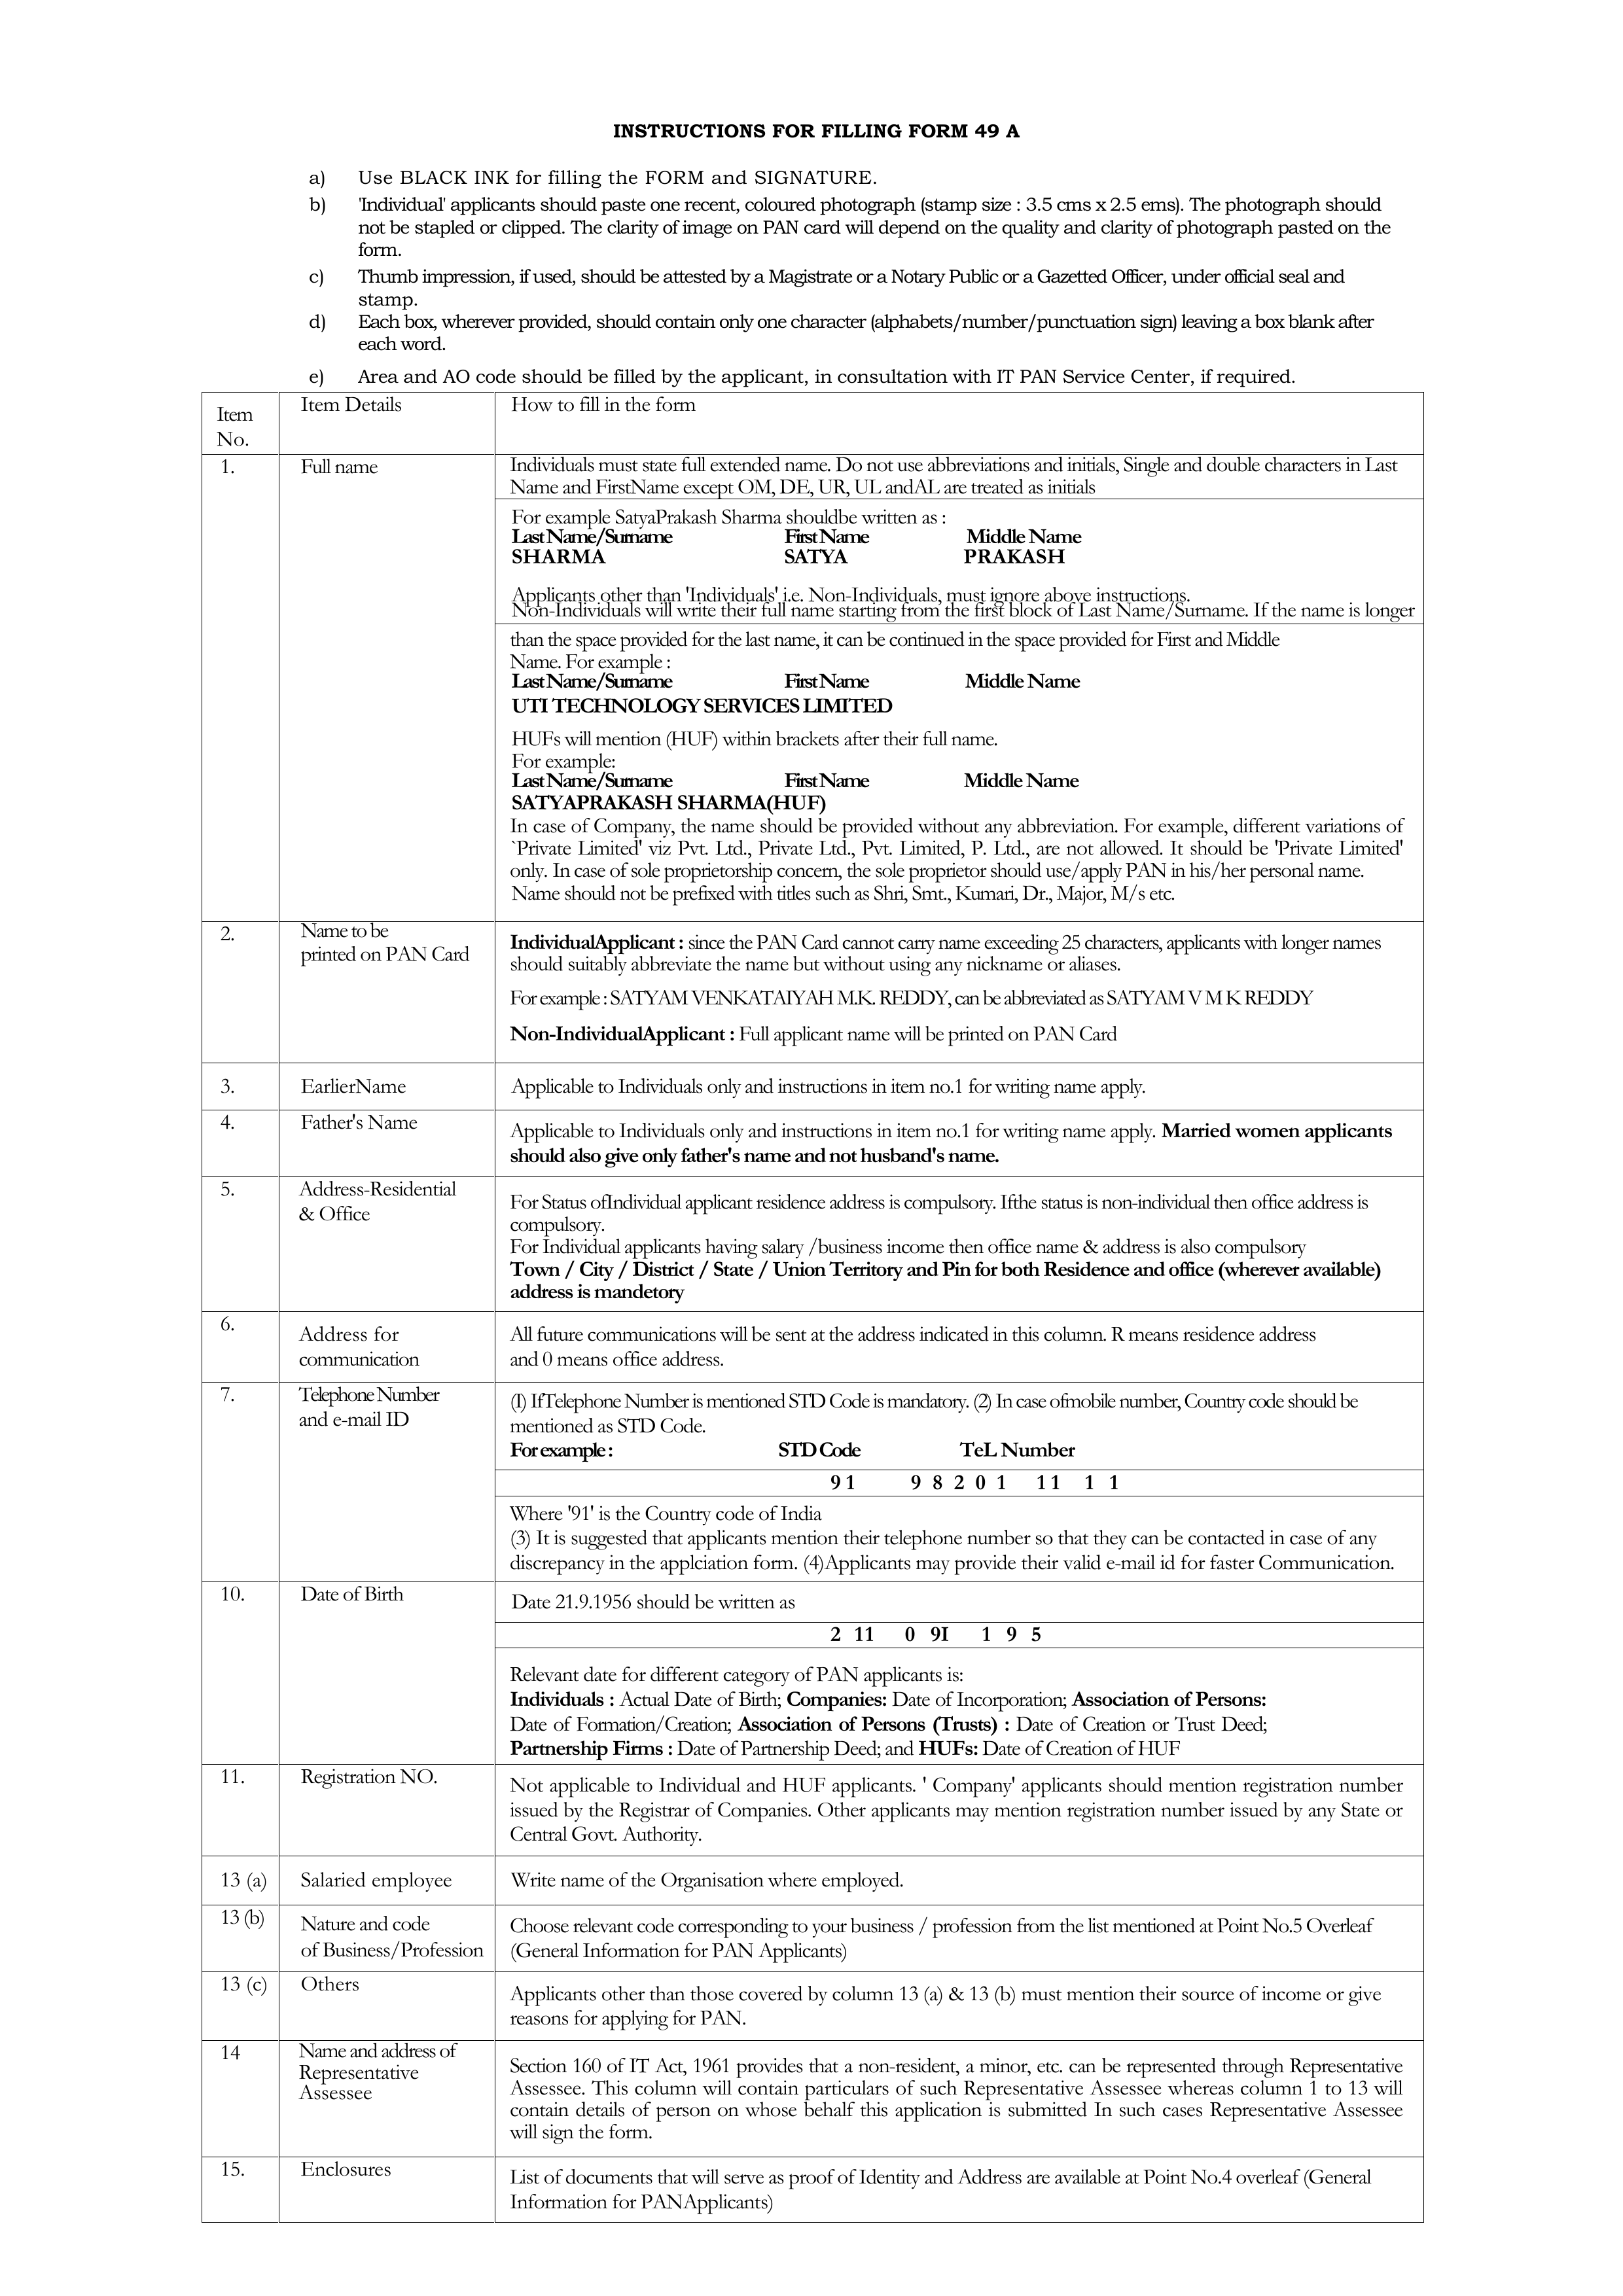 INSTRUCTIONS FOR FILLING FORM 49 A
a) Use BLACK INK for filling the FORM and SIGNATURE.
b) 'Individual' applicants should paste one recent, coloured photograph (stamp size : 3.5 cms x 2.5 ems). The photograph should
not be stapled or clipped. The clarity of image on PAN card will depend on the quality and clarity of photograph pasted on the
form.
c) Thumb impression, if used, should be attested by a Magistrate or a Notary Public or a Gazetted Officer, under official seal and
stamp.
d) Each box, wherever provided, should contain only one character (alphabets/number/punctuation sign) leaving a box blank after
each word.
e) Area and AO code should be filled by the applicant, in consultation with IT PAN Service Center, if required.
Item No. Item Details How to fill in the form
1. Full name Individuals must state full extended name. Do not use abbreviations and initials, Single and double characters in Last
Name and FirstName except OM, DE, UR, UL andAL are treated as initials
For example SatyaPrakash Sharma shouldbe written as :
Last Name/Surname First Name Middle Name
SHARMA SATYA PRAKASH
Applicants other than 'Individuals' i.e. Non-Individuals, must ignore above instructions.
Non-Individuals will write their full name starting from the first block of Last Name/Surname. If the name is longer
than the space provided for the last name, it can be continued in the space provided for First and Middle
Name. For example :
Last Name/Surname First Name Middle Name
UTI TECHNOLOGY SERVICES LIMITED
HUFs will mention (HUF) within brackets after their full name.
For example:
Last Name/Surname First Name Middle Name
SATYAPRAKASH SHARMA(HUF)
In case of Company, the name should be provided without any abbreviation. For example, different variations of
`Private Limited' viz Pvt. Ltd., Private Ltd., Pvt. Limited, P. Ltd., are not allowed. It should be 'Private Limited'
only. In case of sole proprietorship concern, the sole proprietor should use/apply PAN in his/her personal name.
Name should not be prefixed with titles such as Shri, Smt., Kumari, Dr., Major, M/s etc.
2. Name to be
printed on PAN Card
IndividualApplicant : since the PAN Card cannot carry name exceeding 25 characters, applicants with longer names
should suitably abbreviate the name but without using any nickname or aliases.
For example : SATYAM VENKATAIYAH M.K. REDDY, can be abbreviated as SATYAM V M K REDDY
Non-IndividualApplicant : Full applicant name will be printed on PAN Card
3. EarlierName Applicable to Individuals only and instructions in item no.1 for writing name apply.
4. Father's Name Applicable to Individuals only and instructions in item no.1 for writing name apply. Married women applicants
should also give only father's name and not husband's name.
5. Address-Residential
& Office
For Status ofIndividual applicant residence address is compulsory. Ifthe status is non-individual then office address is
compulsory.
For Individual applicants having salary /business income then office name & address is also compulsory
Town / City / District / State / Union Territory and Pin for both Residence and office (wherever available)
address is mandetory
6. Address for
communication
All future communications will be sent at the address indicated in this column. R means residence address
and 0 means office address.
7. Telephone Number
and e-mail ID
(I) IfTelephone Number is mentioned STD Code is mandatory. (2) In case ofmobile number, Country code should be
mentioned as STD Code.
For example : STD Code TeL Number
9 1 9 8 2 0 1 1 1 1 1
Where '91' is the Country code of India
(3) It is suggested that applicants mention their telephone number so that they can be contacted in case of any
discrepancy in the applciation form. (4)Applicants may provide their valid e-mail id for faster Communication.
10. Date of Birth Date 21.9.1956 should be written as
2 11 0 9I 1 9 5
Relevant date for different category of PAN applicants is:
Individuals : Actual Date of Birth; Companies: Date of Incorporation; Association of Persons:
Date of Formation/Creation; Association of Persons (Trusts) : Date of Creation or Trust Deed;
Partnership Firms : Date of Partnership Deed; and HUFs: Date of Creation of HUF
11. Registration NO. Not applicable to Individual and HUF applicants. ' Company' applicants should mention registration number
issued by the Registrar of Companies. Other applicants may mention registration number issued by any State or
Central Govt. Authority.
13 (a) Salaried employee Write name of the Organisation where employed.
13 (b) Nature and code
of Business/Profession
Choose relevant code corresponding to your business / profession from the list mentioned at Point No.5 Overleaf
(General Information for PAN Applicants)
13 (c) Others Applicants other than those covered by column 13 (a) & 13 (b) must mention their source of income or give
reasons for applying for PAN.
14 Name and address of
Representative
Assessee
Section 160 of IT Act, 1961 provides that a non-resident, a minor, etc. can be represented through Representative
Assessee. This column will contain particulars of such Representative Assessee whereas column 1 to 13 will
contain details of person on whose behalf this application is submitted In such cases Representative Assessee
will sign the form.
15. Enclosures List of documents that will serve as proof of Identity and Address are available at Point No.4 overleaf (General
Information for PANApplicants)